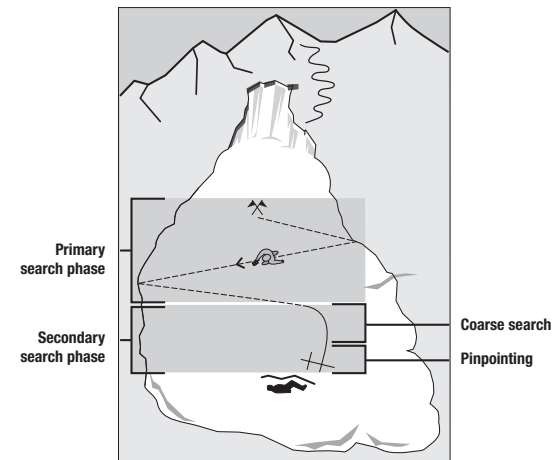 Primary
search phase
Secondary
search phase
Coarse search
Pinpointing